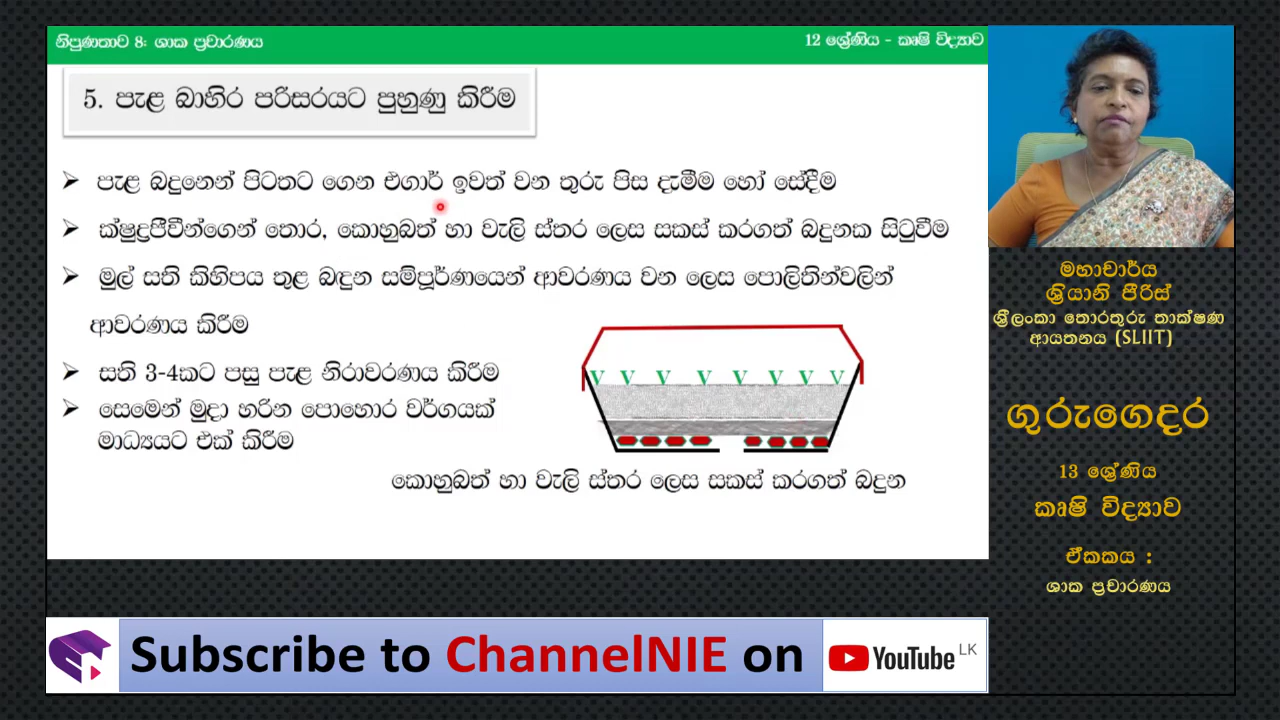 නිපුණතාව 8: ශාක ප්‍රචාරණය
12 ශ්‍රේණිය - කෘෂි විද්‍යාව
5. පැළ බාහිර පරිසරයට පුහුණු කිරීම
➤ පැළ බඳුනෙන් පිටතට ගෙන එගාර් ඉවත් වන තුරු පිස දැමීම හෝ සේදීම
➤ ක්ෂුද්‍රජීවීන්ගෙන් තොර, කොහුබත් හා වැලි ස්තර ලෙස සකස් කරගත් බඳුනක සිටුවීම
➤ මුල් සති කිහිපය තුළ බඳුන සම්පූර්ණයෙන් ආවරණය වන ලෙස පොලිතින්වලින්
ආවරණය කිරීම
➤ සති 3-4කට පසු පැළ නිරාවරණය කිරීම
➤ සෙමෙන් මුදා හරින පොහොර වර්ගයක්
මාධ්‍යයට එක් කිරීම
V V V V V V V V
කොහුබත් හා වැලි ස්තර ලෙස සකස් කරගත් බඳුන
මහාචාර්ය
ශ්‍රියානි පීරිස්
ශ්‍රී ලංකා තොරතුරු තාක්ෂණ
ආයතනය (SLIIT)
ගුරුගෙදර
13 ශ්‍රේණිය
කෘෂි විද්‍යාව
ඒකකය :
ශාක ප්‍රචාරණය
Subscribe to ChannelNIE on
YouTube LK